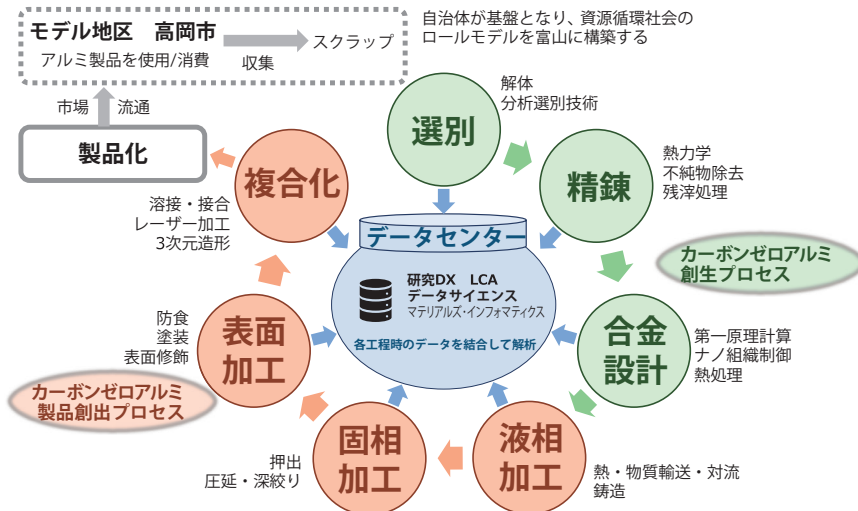 自治体が基盤となり、資源循環社会の
ロールモデルを富山に構築する
モデル地区 高岡市
アルミ製品を使用/消費
収集
スクラップ
市場
流通
製品化
選別
解体
分析選別技術
精錬
熱力学
不純物除去
残滓処理
カーボンゼロアルミ
創生プロセス
合金
設計
第一原理計算
ナノ組織制御
熱処理
液相
加工
熱・物質輸送・対流
鋳造
固相
加工
押出
圧延・深絞り
カーボンゼロアルミ
製品創出プロセス
表面
加工
防食
塗装
表面修飾
複合化
溶接・接合
レーザー加工
3次元造形
データセンター
研究DX LCA
データサイエンス
マテリアルズ・インフォマティクス
各工程時のデータを結合して解析